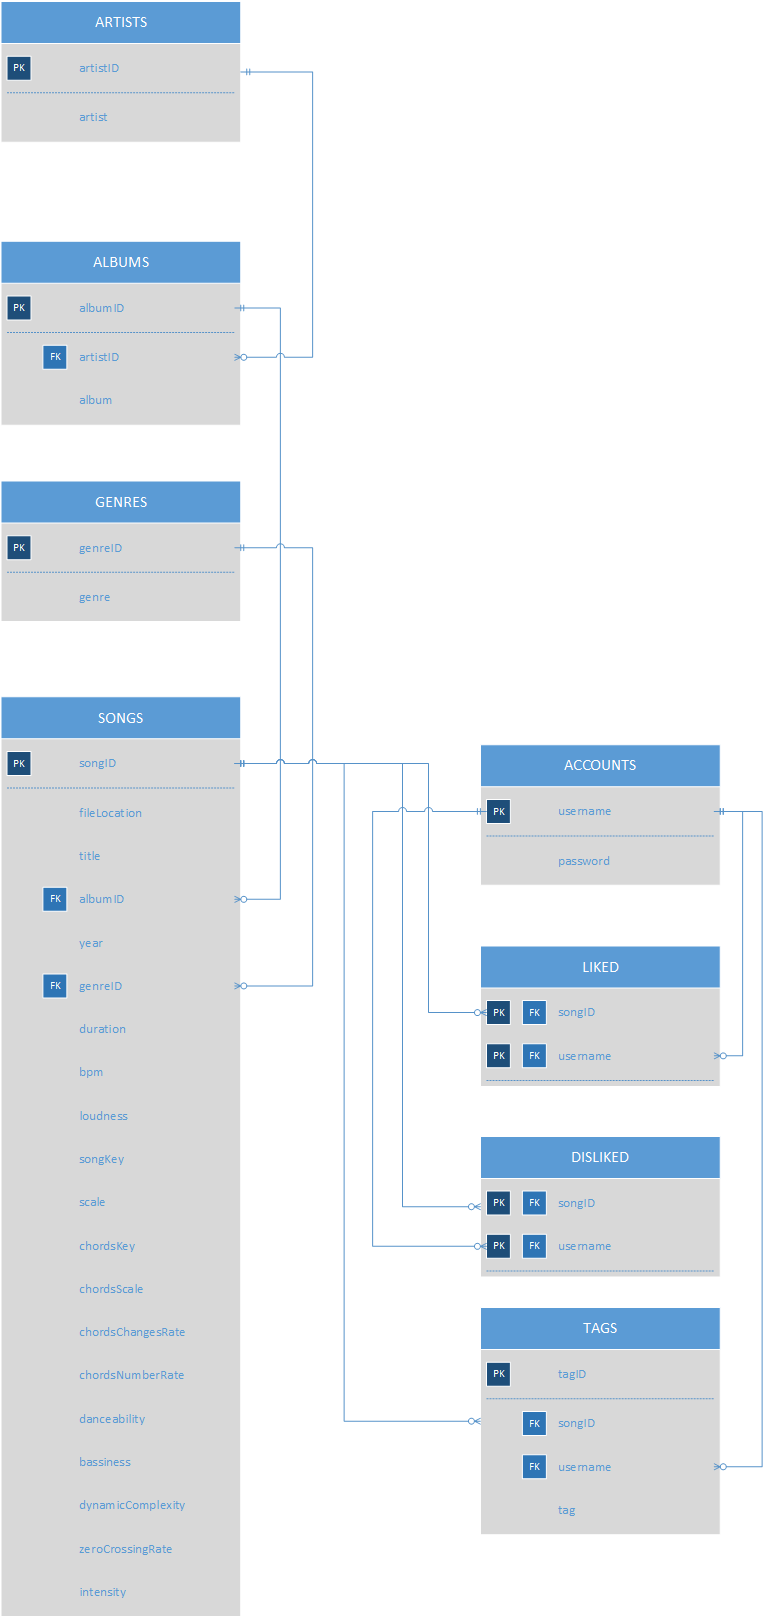 ARTISTS
PK artistID
artist
ALBUMS
PK albumID
FK artistID
album
GENRES
PK genreID
genre
SONGS
PK songID
fileLocation
title
FK albumID
year
FK genreID
duration
bpm
loudness
songKey
scale
chordsKey
chordsScale
chordsChangesRate
chordsNumberRate
danceability
bassiness
dynamicComplexity
zeroCrossingRate
intensity
ACCOUNTS
PK username
password
LIKED
PK FK songID
PK FK username
DISLIKED
PK FK songID
PK FK username
TAGS
PK tagID
FK songID
FK username
tag